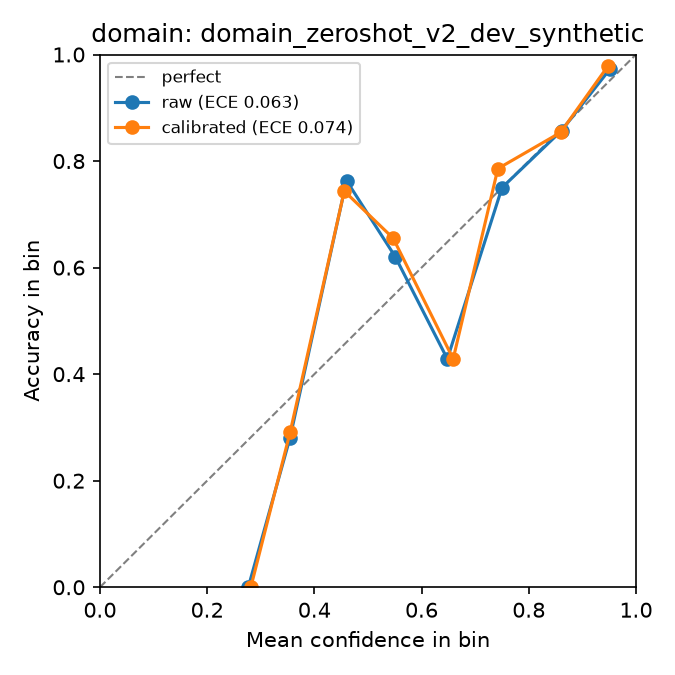 domain: domain_zeroshot_v2_dev_synthetic
perfect
raw (ECE 0.063)
calibrated (ECE 0.074)
Accuracy in bin
1.0
0.8
0.6
0.4
0.2
0.0
0.0 0.2 0.4 0.6 0.8 1.0
Mean confidence in bin